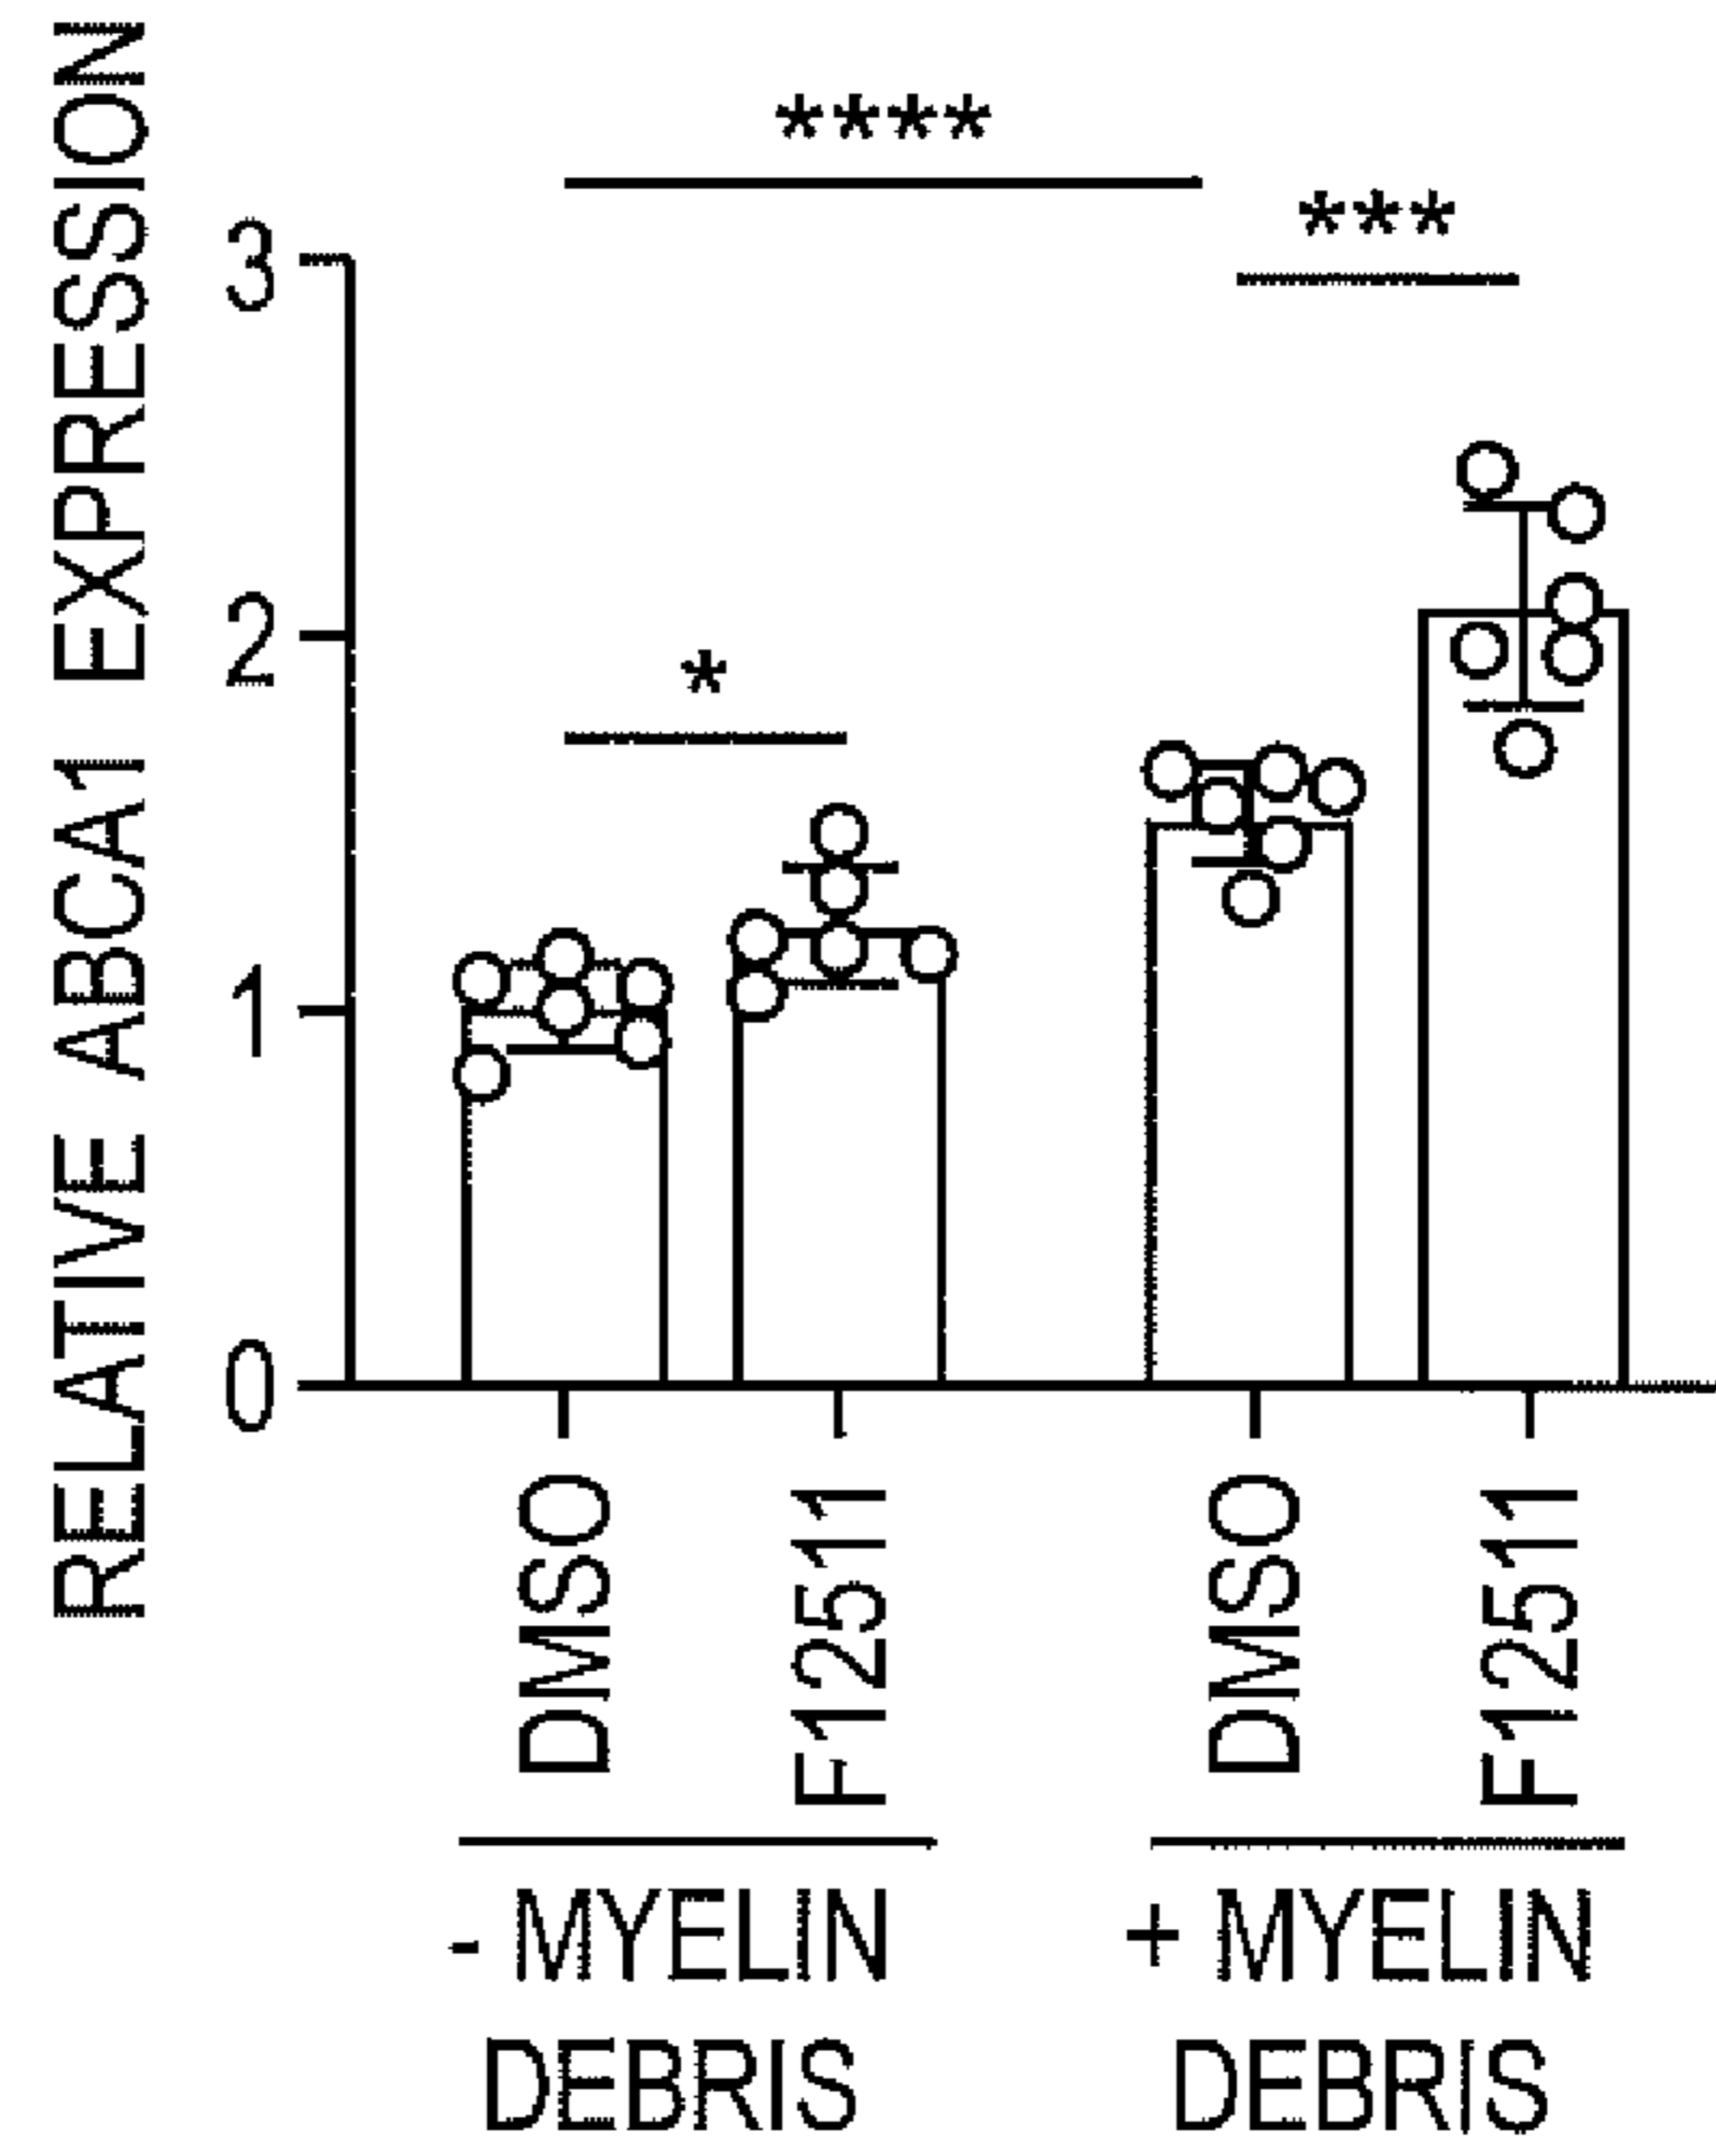 RELATIVE ABCA1 EXPRESSION
****
***
*
3
2
1
0
DMSO
F12511
DMSO
F12511
- MYELIN
DEBRIS
+ MYELIN
DEBRIS